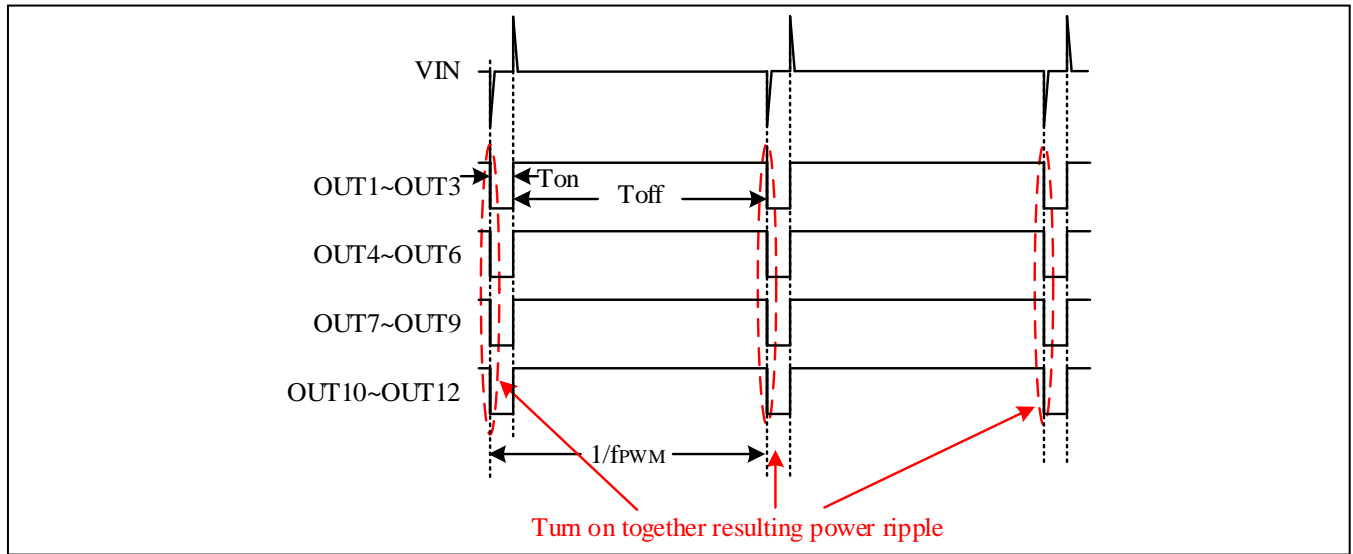 VIN
OUT1~OUT3
Ton
Toff
OUT4~OUT6
OUT7~OUT9
OUT10~OUT12
1/fPWM
Turn on together resulting power ripple